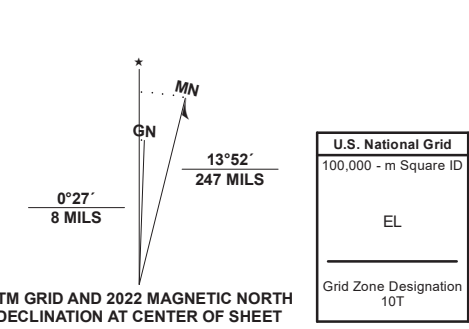 MN
GN
13°52´
247 MILS
0°27´
8 MILS
TM GRID AND 2022 MAGNETIC NORTH
DECLINATION AT CENTER OF SHEET
U.S. National Grid
100,000 - m Square ID
EL
Grid Zone Designation
10T